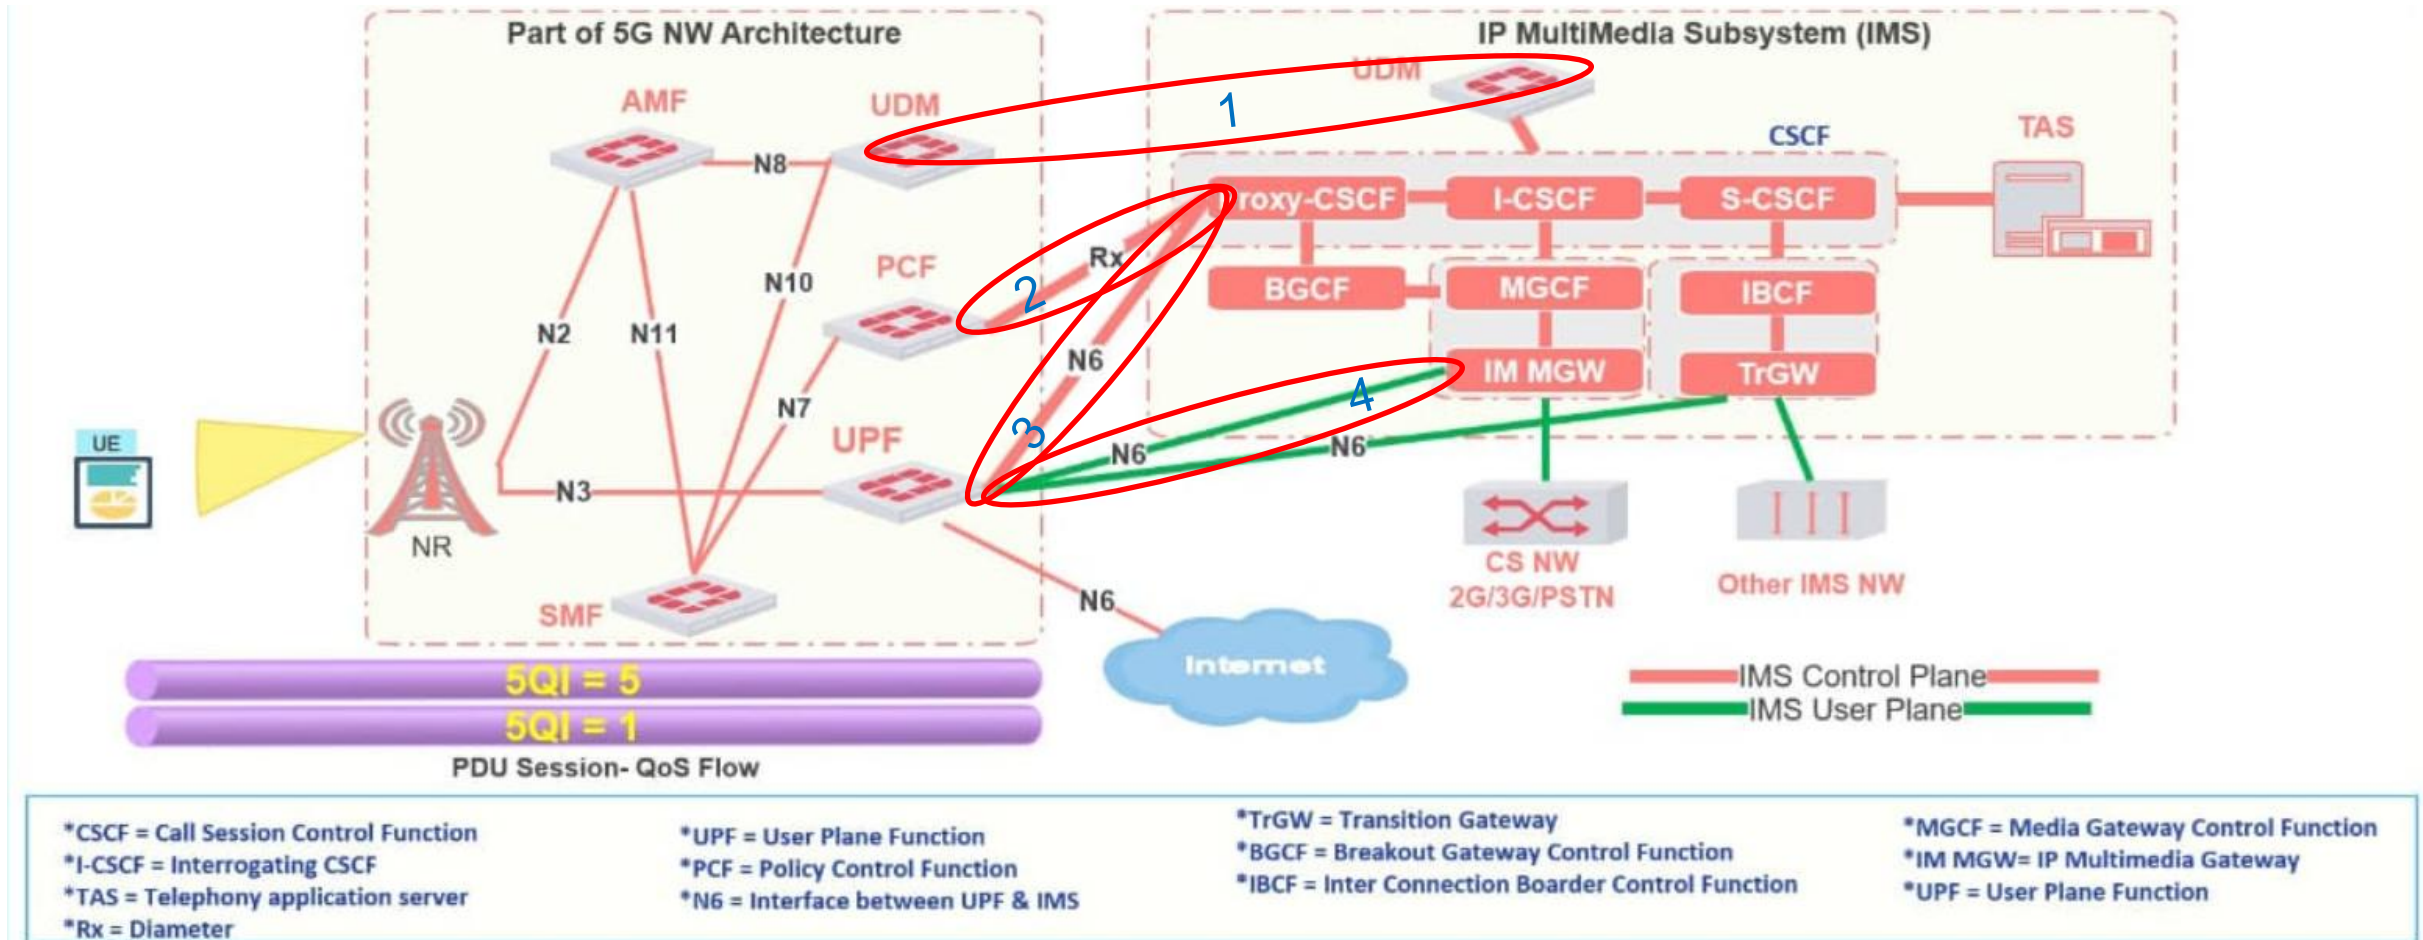 Part of 5G NW Architecture
IP MultiMedia Subsystem (IMS)
AMF
UDM
UDM
1
CSCF
TAS
N8
roxy-CSCF
I-CSCF
S-CSCF
Rx
PCF
N10
2
BGCF
MGCF
IBCF
N2
N11
N6
IM MGW
TrGW
N7
4
3
UPF
UE
N6
N6
N3
NR
CS NW
2G/3G/PSTN
Other IMS NW
SMF
N6
Internet
5QI = 5
5QI = 1
IMS Control Plane
IMS User Plane
PDU Session- QoS Flow
*CSCF = Call Session Control Function
*I-CSCF = Interrogating CSCF
*TAS = Telephony application server
*Rx = Diameter
*UPF = User Plane Function
*PCF = Policy Control Function
*N6 = Interface between UPF & IMS
*TrGW = Transition Gateway
*BGCF = Breakout Gateway Control Function
*IBCF = Inter Connection Boarder Control Function
*MGCF = Media Gateway Control Function
*IM MGW= IP Multimedia Gateway
*UPF = User Plane Function